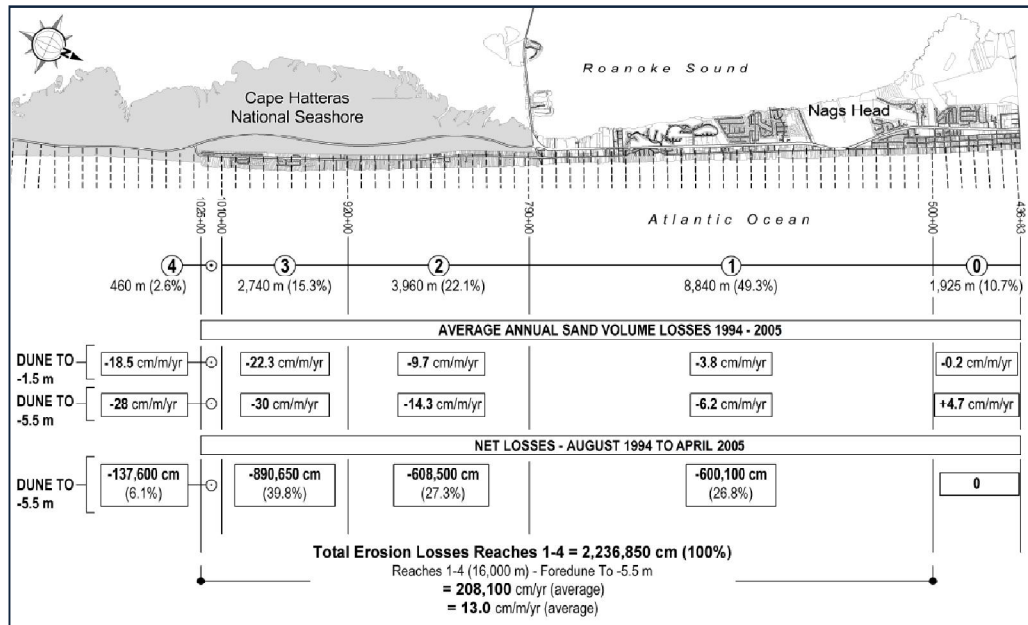 N
Roanoke Sound
Cape Hatteras
National Seashore
Nags Head
Atlantic Ocean
1025+00
1010+00
920+00
790+00
500+00
436+83
4
3
2
1
0
460 m (2.6%)
2,740 m (15.3%)
3,960 m (22.1%)
8,840 m (49.3%)
1,925 m (10.7%)
AVERAGE ANNUAL SAND VOLUME LOSSES 1994 - 2005
DUNE TO
-1.5 m
-18.5 cm/m/yr
-22.3 cm/m/yr
-9.7 cm/m/yr
-3.8 cm/m/yr
-0.2 cm/m/yr
DUNE TO
-5.5 m
-28 cm/m/yr
-30 cm/m/yr
-14.3 cm/m/yr
-6.2 cm/m/yr
+4.7 cm/m/yr
NET LOSSES - AUGUST 1994 TO APRIL 2005
DUNE TO
-5.5 m
-137,600 cm
(6.1%)
-890,650 cm
(39.8%)
-608,500 cm
(27.3%)
-600,100 cm
(26.8%)
0
Total Erosion Losses Reaches 1-4 = 2,236,850 cm (100%)
Reaches 1-4 (16,000 m) - Foredune To -5.5 m
= 208,100 cm/yr (average)
= 13.0 cm/m/yr (average)